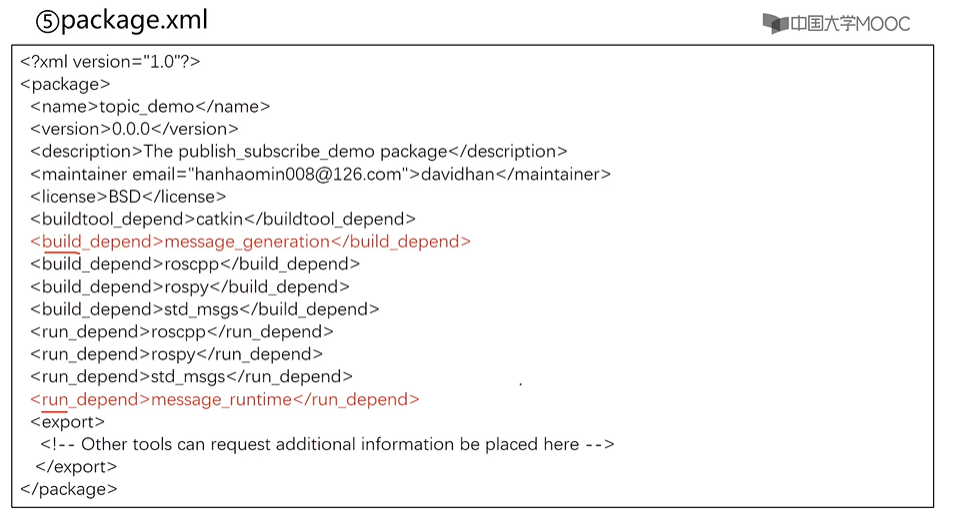 ⑤package.xml
中国大学MOOC
<?xml version="1.0"?>
<package>
<name>topic_demo</name>
<version>0.0.0</version>
<description>The publish_subscribe_demo package</description>
<maintainer email="hanhaomin008@126.com">davidhan</maintainer>
<license>BSD</license>
<buildtool_depend>catkin</buildtool_depend>
<build_depend>message_generation</build_depend>
<build_depend>roscpp</build_depend>
<build_depend>rospy</build_depend>
<build_depend>std_msgs</build_depend>
<run_depend>roscpp</run_depend>
<run_depend>rospy</run_depend>
<run_depend>std_msgs</run_depend>
<run_depend>message_runtime</run_depend>
<export>
<!-- Other tools can request additional information be placed here -->
</export>
</package>